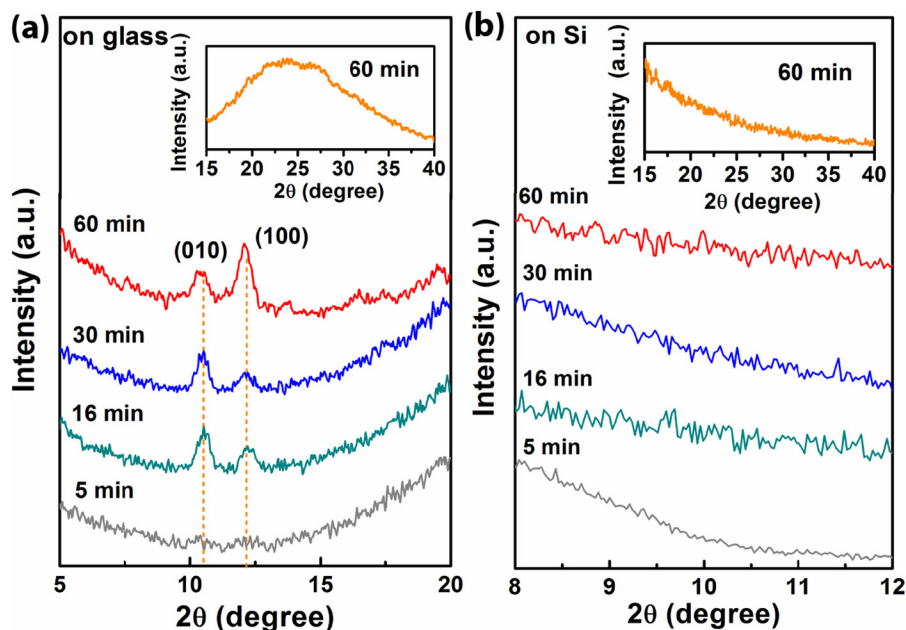 (a) on glass
Intensity (a.u.)
60 min
15 20 25 30 35 40
2θ (degree)
60 min
(010)
(100)
30 min
16 min
5 min
Intensity (a.u.)
5 10 15 20
2θ (degree)
(b) on Si
Intensity (a.u.)
60 min
15 20 25 30 35 40
2θ (degree)
60 min
30 min
16 min
5 min
Intensity (a.u.)
8 9 10 11 12
2θ (degree)